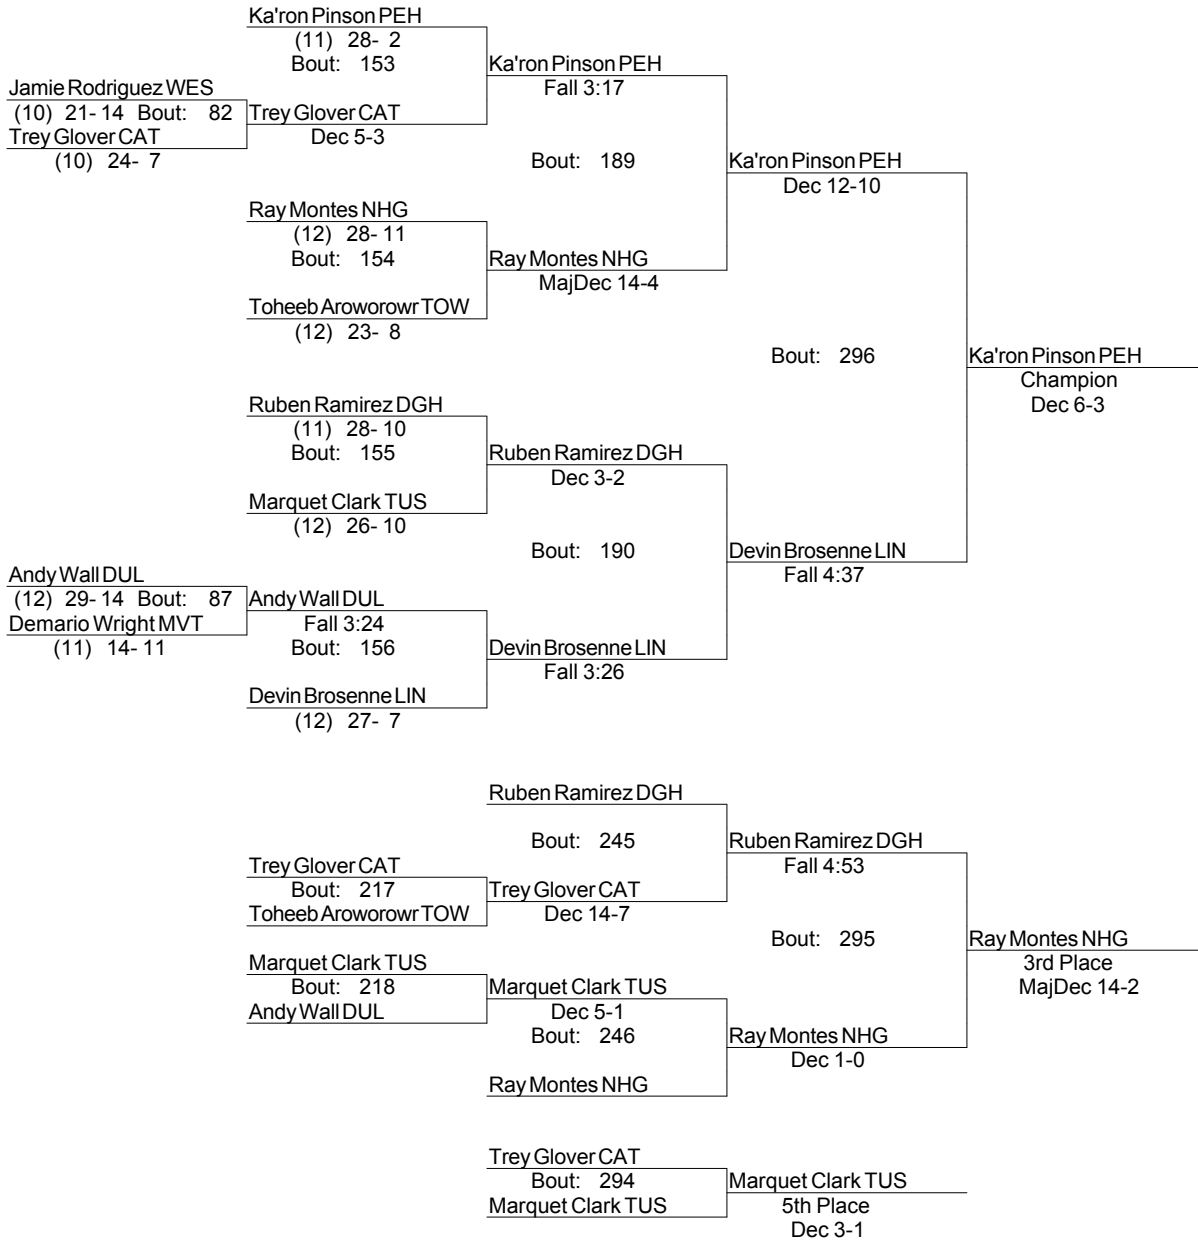 Ka'ron Pinson PEH
(11) 28- 2
Bout: 153
Ka'ron Pinson PEH
Fall 3:17
Jamie Rodriguez WES
(10) 21- 14 Bout: 82
Trey Glover CAT
(10) 24- 7
Trey Glover CAT
Dec 5-3
Bout: 189
Ka'ron Pinson PEH
Dec 12-10
Ray Montes NHG
(12) 28- 11
Bout: 154
Ray Montes NHG
MajDec 14-4
Toheeb Aroworowr TOW
(12) 23- 8
Bout: 296
Ka'ron Pinson PEH
Champion
Dec 6-3
Ruben Ramirez DGH
(11) 28- 10
Bout: 155
Ruben Ramirez DGH
Dec 3-2
Marquet Clark TUS
(12) 26- 10
Bout: 190
Devin Brosenne LIN
Fall 4:37
Andy Wall DUL
(12) 29- 14 Bout: 87
Demario Wright MVT
(11) 14- 11
Andy Wall DUL
Fall 3:24
Bout: 156
Devin Brosenne LIN
Fall 3:26
Devin Brosenne LIN
(12) 27- 7
Ruben Ramirez DGH
Bout: 245
Ruben Ramirez DGH
Fall 4:53
Trey Glover CAT
Bout: 217
Toheeb Aroworowr TOW
Trey Glover CAT
Dec 14-7
Bout: 295
Ray Montes NHG
3rd Place
MajDec 14-2
Marquet Clark TUS
Bout: 218
Andy Wall DUL
Marquet Clark TUS
Dec 5-1
Bout: 246
Ray Montes NHG
Dec 1-0
Ray Montes NHG
Trey Glover CAT
Bout: 294
Marquet Clark TUS
Marquet Clark TUS
5th Place
Dec 3-1